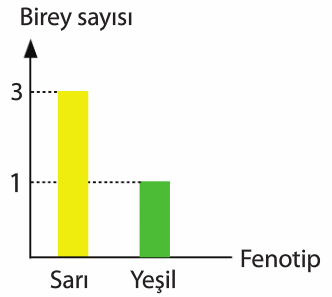 Birey sayısı
3
1
Fenotip
Sarı
Yeşil